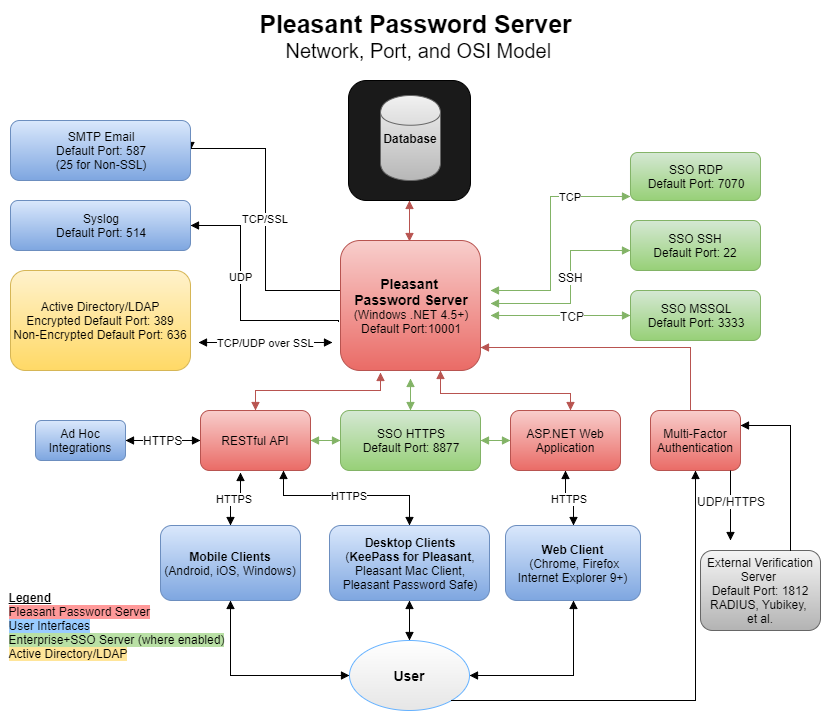 Pleasant Password Server
Network, Port, and OSI Model
Database
SMTP Email
Default Port: 587
(25 for Non-SSL)
Syslog
Default Port: 514
Active Directory/LDAP
Encrypted Default Port: 389
Non-Encrypted Default Port: 636
TCP/SSL
UDP
TCP/UDP over SSL
Pleasant
Password Server
(Windows .NET 4.5+)
Default Port:10001
TCP
SSH
TCP
SSO RDP
Default Port: 7070
SSO SSH
Default Port: 22
SSO MSSQL
Default Port: 3333
Ad Hoc
Integrations
HTTPS
RESTful API
SSO HTTPS
Default Port: 8877
ASP.NET Web
Application
Multi-Factor
Authentication
HTTPS
HTTPS
HTTPS
UDP/HTTPS
Mobile Clients
(Android, iOS, Windows)
Desktop Clients
(KeePass for Pleasant,
Pleasant Mac Client,
Pleasant Password Safe)
Web Client
(Chrome, Firefox
Internet Explorer 9+)
External Verification
Server
Default Port: 1812
RADIUS, Yubikey,
et al.
Legend
Pleasant Password Server
User Interfaces
Enterprise+SSO Server (where enabled)
Active Directory/LDAP
User